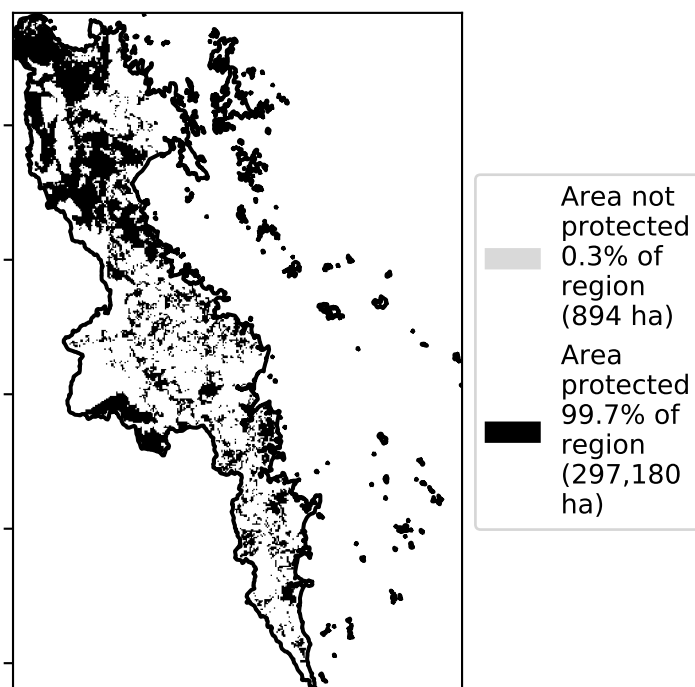 Area not
protected
0.3% of
region
(894 ha)
Area
protected
99.7% of
region
(297,180
ha)